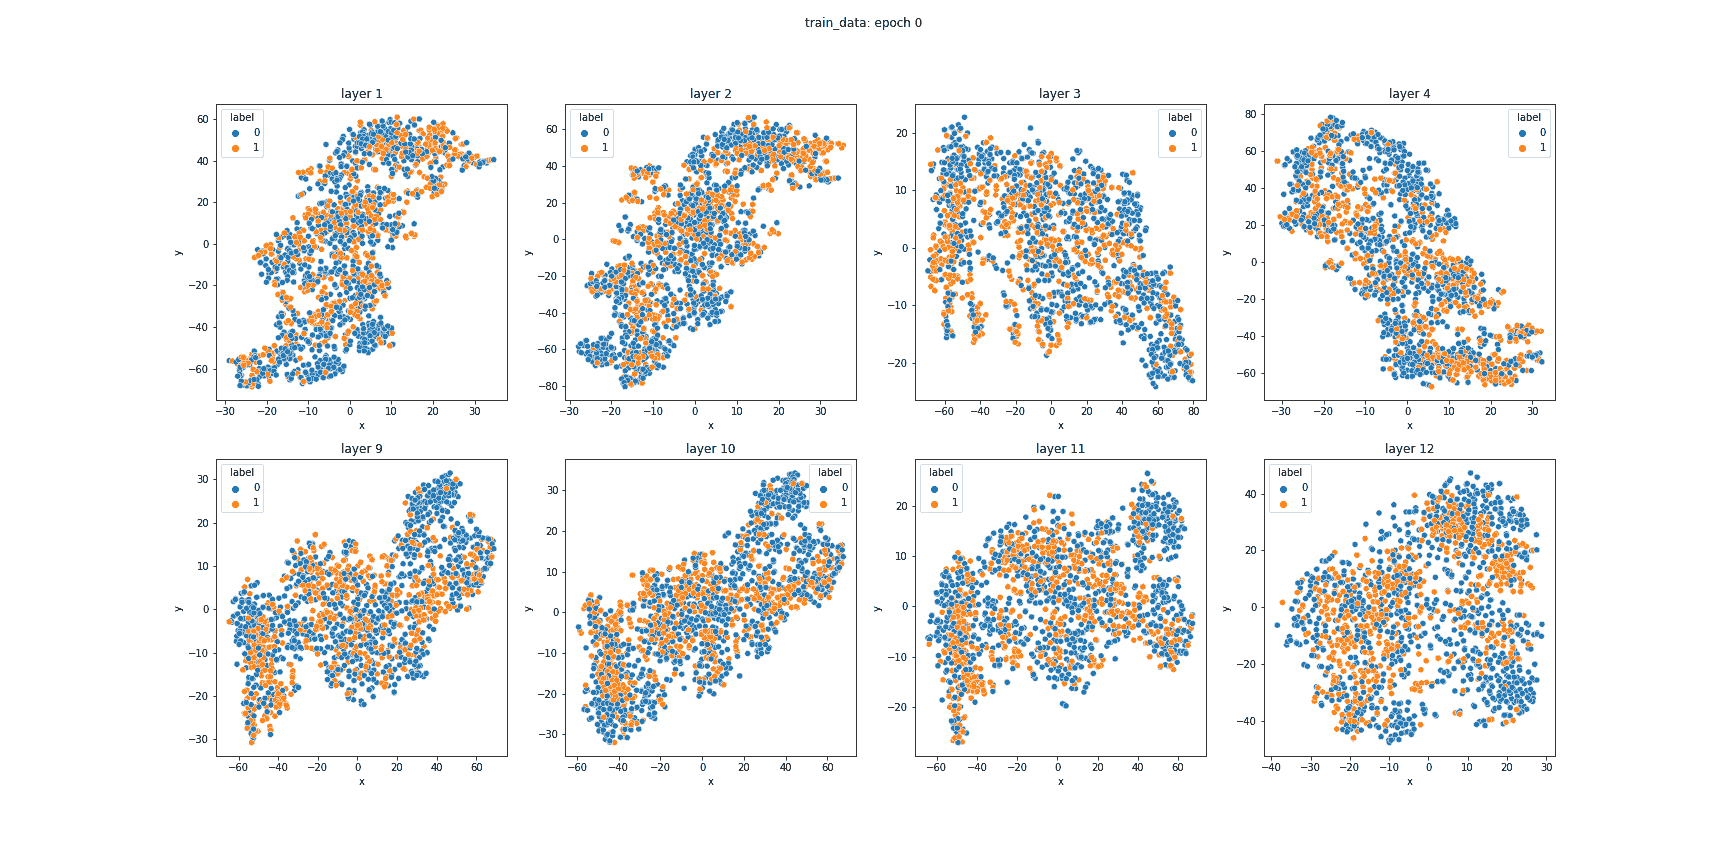 train_data: epoch 0
layer 1
label
0
1
60
40
20
0
−20
−40
−60
y
−30 −20 −10 0 10 20 30
x
layer 2
label
0
1
60
40
20
0
−20
−40
−60
−80
y
−30 −20 −10 0 10 20 30
x
layer 3
label
0
1
20
10
0
−10
−20
y
−60 −40 −20 0 20 40 60 80
x
layer 4
label
0
1
80
60
40
20
0
−20
−40
−60
y
−30 −20 −10 0 10 20 30
x
layer 9
label
0
1
30
20
10
0
−10
−20
−30
y
−60 −40 −20 0 20 40 60
x
layer 10
label
0
1
30
20
10
0
−10
−20
−30
y
−60 −40 −20 0 20 40 60
x
layer 11
label
0
1
20
10
0
−10
−20
y
−60 −40 −20 0 20 40 60
x
layer 12
label
0
1
40
20
0
−20
−40
y
−40 −30 −20 −10 0 10 20 30
x